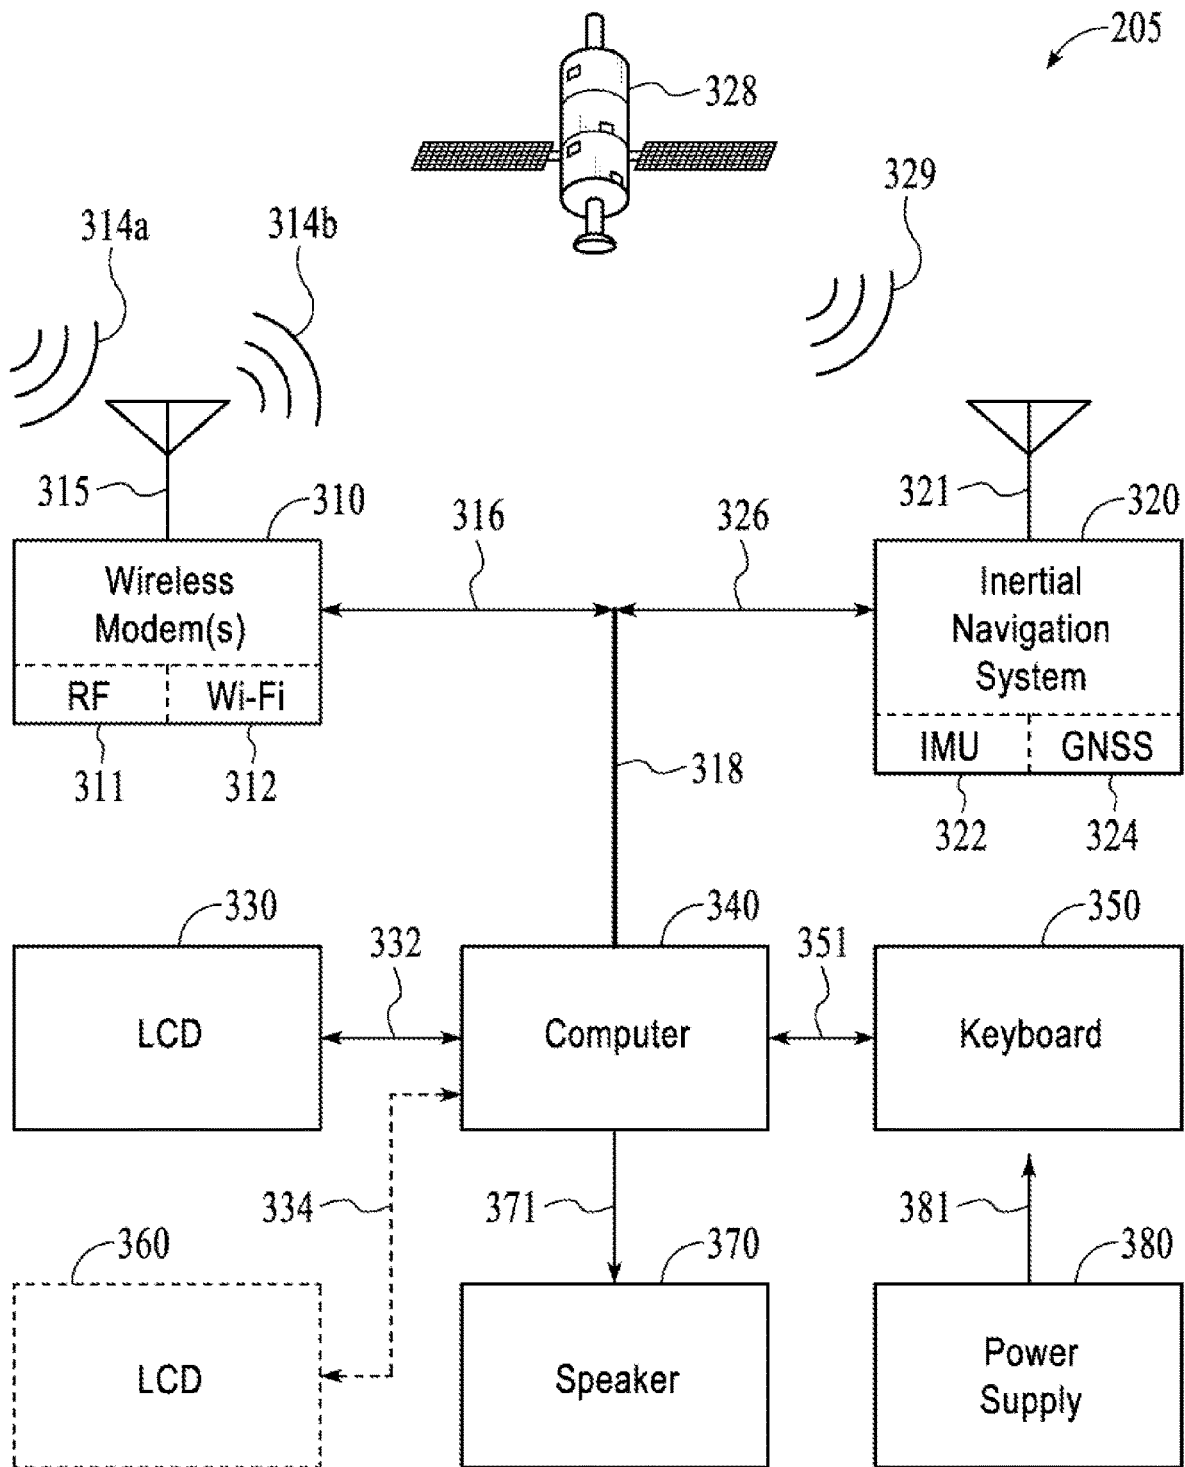 205
328
329
314a
314b
315
310
316
326
321
320
Wireless
Modem(s)
RF
Wi-Fi
Inertial
Navigation
System
IMU
GNSS
311
312
318
322
324
330
332
340
351
350
LCD
Computer
Keyboard
334
371
381
360
370
380
LCD
Speaker
Power
Supply